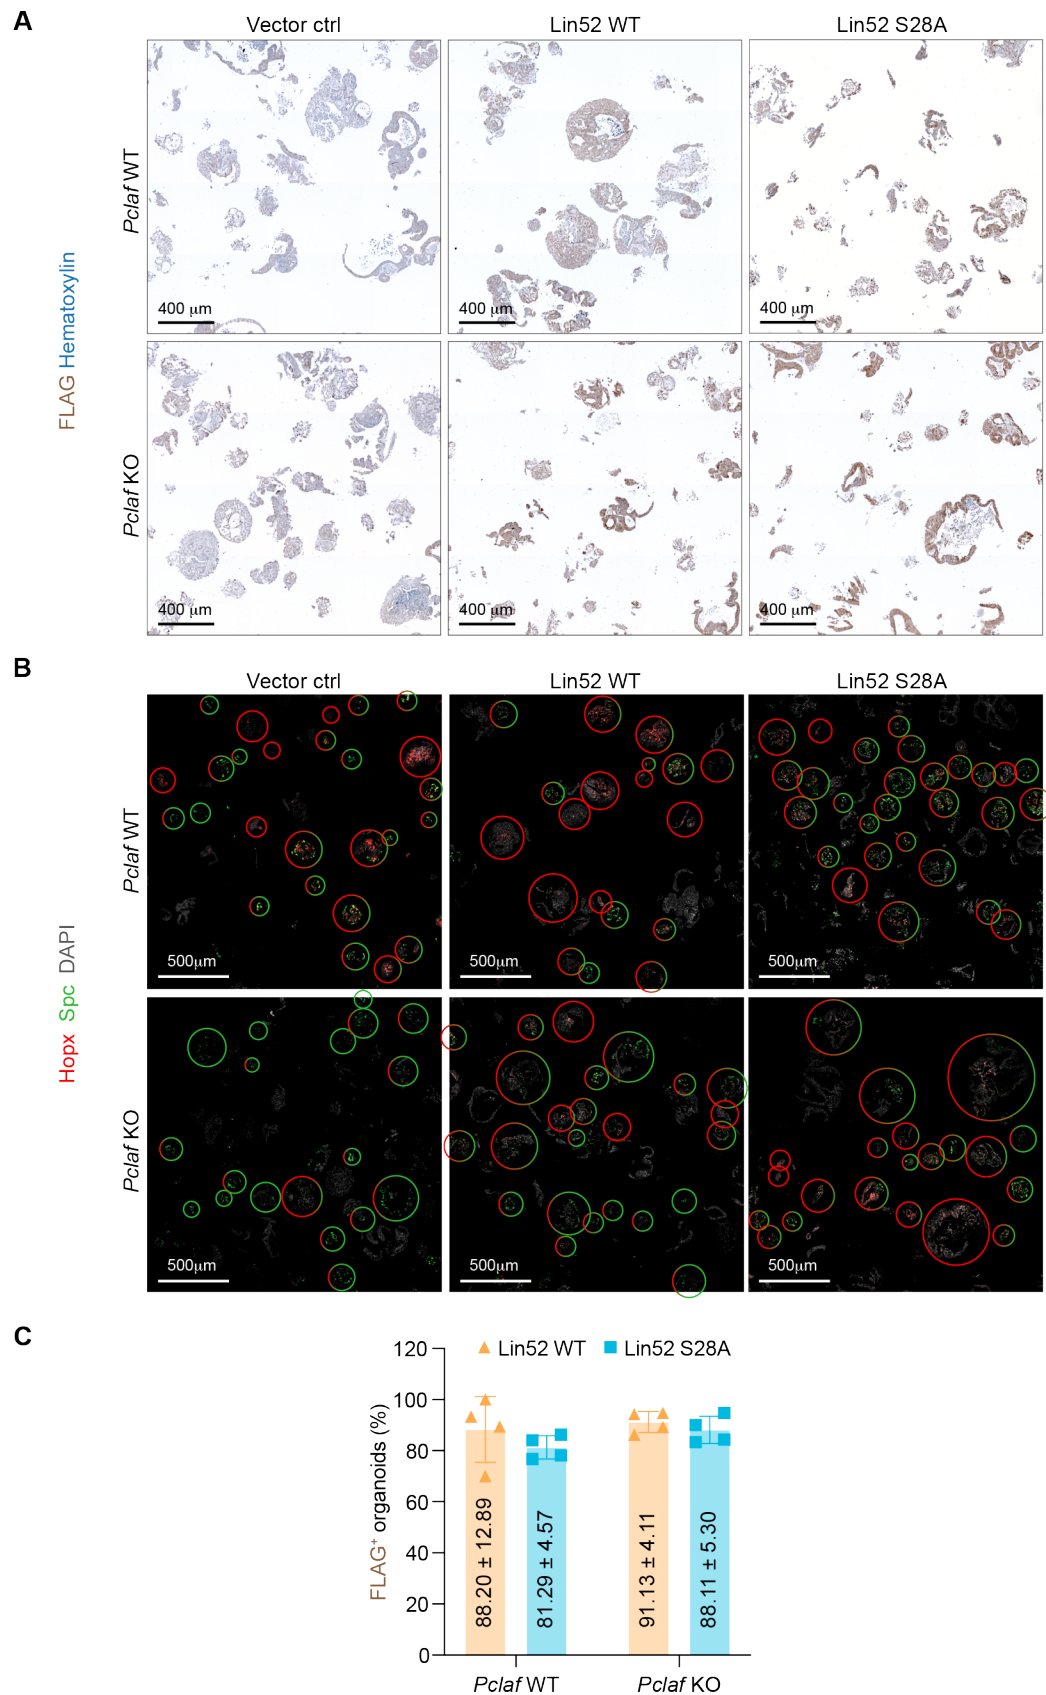 A
Vector ctrl
Lin52 WT
Lin52 S28A
FLAG Hematoxylin
Pclaf WT
400 μm
400 μm
400 μm
Pclaf KO
400 μm
400 μm
400 μm
B
Vector ctrl
Lin52 WT
Lin52 S28A
Hopx Spc DAPI
Pclaf WT
500μm
500μm
500μm
Pclaf KO
500μm
500μm
500μm
C
Lin52 WT
Lin52 S28A
FLAG⁺ organoids (%)
120
100
80
60
40
20
0
88.20 ± 12.89
81.29 ± 4.57
91.13 ± 4.11
88.11 ± 5.30
Pclaf WT
Pclaf KO